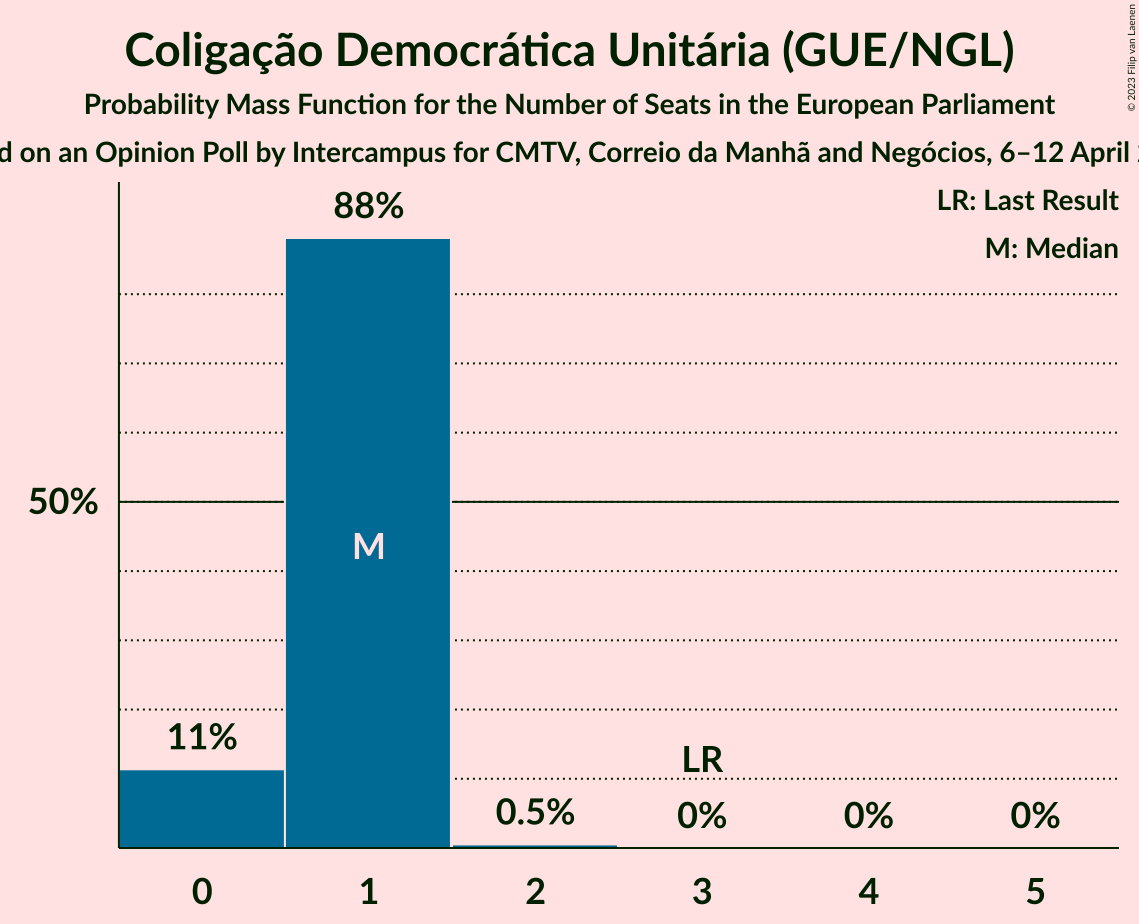 Coligação Democrática Unitária (GUE/NGL)
Probability Mass Function for the Number of Seats in the European Parliament
on an Opinion Poll by Intercampus for CMTV, Correio da Manhã and Negócios, 6–12 April
© 2023 Filip van Laenen
LR: Last Result
M: Median
88%
50%
M
11%
LR
0.5%
0%
0%
0%
0
1
2
3
4
5